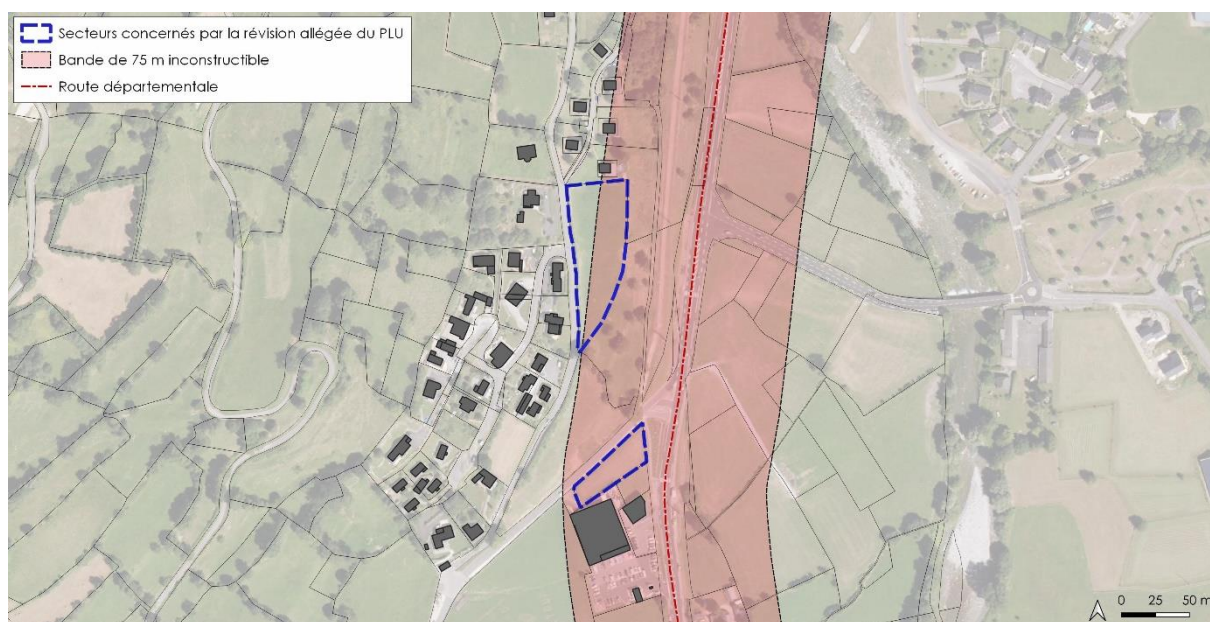 Secteurs concernés par la révision allégée du PLU
Bande de 75 m inconstructible
Route départementale
0 25 50 m